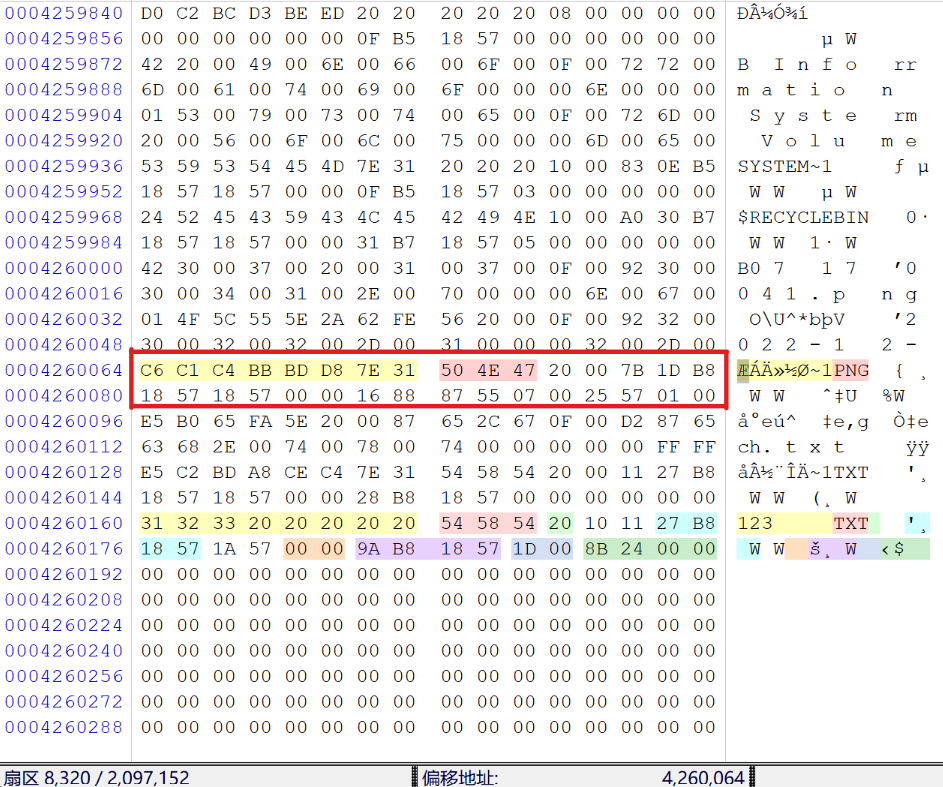 0004259840 D0 C2 BC D3 BE ED 20 20 20 20 20 08 00 00 00 00 ÐÂ¼Ó¾í
0004259856 00 00 00 00 00 00 0F B5 18 57 00 00 00 00 00 00 µ W
0004259872 42 20 00 49 00 6E 00 66 00 6F 00 0F 00 72 72 00 B I n f o rr
0004259888 6D 00 61 00 74 00 69 00 6F 00 00 00 6E 00 00 00 m a t i o n
0004259904 01 53 00 79 00 73 00 74 00 65 00 0F 00 72 6D 00 S y s t e rm
0004259920 20 00 56 00 6F 00 6C 00 75 00 00 00 6D 00 65 00 V o l u m e
0004259936 53 59 53 54 45 4D 7E 31 20 20 20 10 00 83 0E B5 SYSTEM~1 ƒ µ
0004259952 18 57 18 57 00 00 0F B5 18 57 03 00 00 00 00 00 W W µ W
0004259968 24 52 45 43 59 43 4C 45 42 49 4E 10 00 A0 30 B7 $RECYCLEBIN 0·
0004259984 18 57 18 57 00 00 31 B7 18 57 05 00 00 00 00 00 W W 1· W
0004260000 42 30 00 37 00 20 00 31 00 37 00 0F 00 92 30 00 B0 7 1 7 ’0
0004260016 30 00 34 00 31 00 2E 00 70 00 00 00 6E 00 67 00 0 4 1 . p n g
0004260032 01 4F 5C 55 5E 2A 62 FE 56 20 00 0F 00 92 32 00 O\U^*bþV ’2
0004260048 30 00 32 00 32 00 2D 00 31 00 00 00 32 00 2D 00 0 2 2 - 1 2 -
0004260064 C6 C1 C4 BB BD D8 7E 31 50 4E 47 20 00 7B 1D B8 ÆÁÄ»½Ø~1PNG { ¸
0004260080 18 57 18 57 00 00 16 88 87 55 07 00 25 57 01 00 W W ˆ‡U %W
0004260096 E5 B0 65 FA 5E 20 00 87 65 2C 67 0F 00 D2 87 65 å°eú^ ‡e,g Ò‡e
0004260112 63 68 2E 00 74 00 78 00 74 00 00 00 00 00 FF FF ch. t x t ÿÿ
0004260128 E5 C2 BD A8 CE C4 7E 31 54 58 54 20 00 11 27 B8 åÂ½¨ÎÄ~1TXT '¸
0004260144 18 57 18 57 00 00 28 B8 18 57 00 00 00 00 00 00 W W (¸ W
0004260160 31 32 33 20 20 20 20 20 54 58 54 20 10 11 27 B8 123 TXT '¸
0004260176 18 57 1A 57 00 00 9A B8 18 57 1D 00 8B 24 00 00 W W š¸ W ‹$
0004260192 00 00 00 00 00 00 00 00 00 00 00 00 00 00 00 00
0004260208 00 00 00 00 00 00 00 00 00 00 00 00 00 00 00 00
0004260224 00 00 00 00 00 00 00 00 00 00 00 00 00 00 00 00
0004260240 00 00 00 00 00 00 00 00 00 00 00 00 00 00 00 00
0004260256 00 00 00 00 00 00 00 00 00 00 00 00 00 00 00 00
0004260272 00 00 00 00 00 00 00 00 00 00 00 00 00 00 00 00
0004260288 00 00 00 00 00 00 00 00 00 00 00 00 00 00 00 00
扇区 8,320 / 2,097,152 偏移地址: 4,260,064